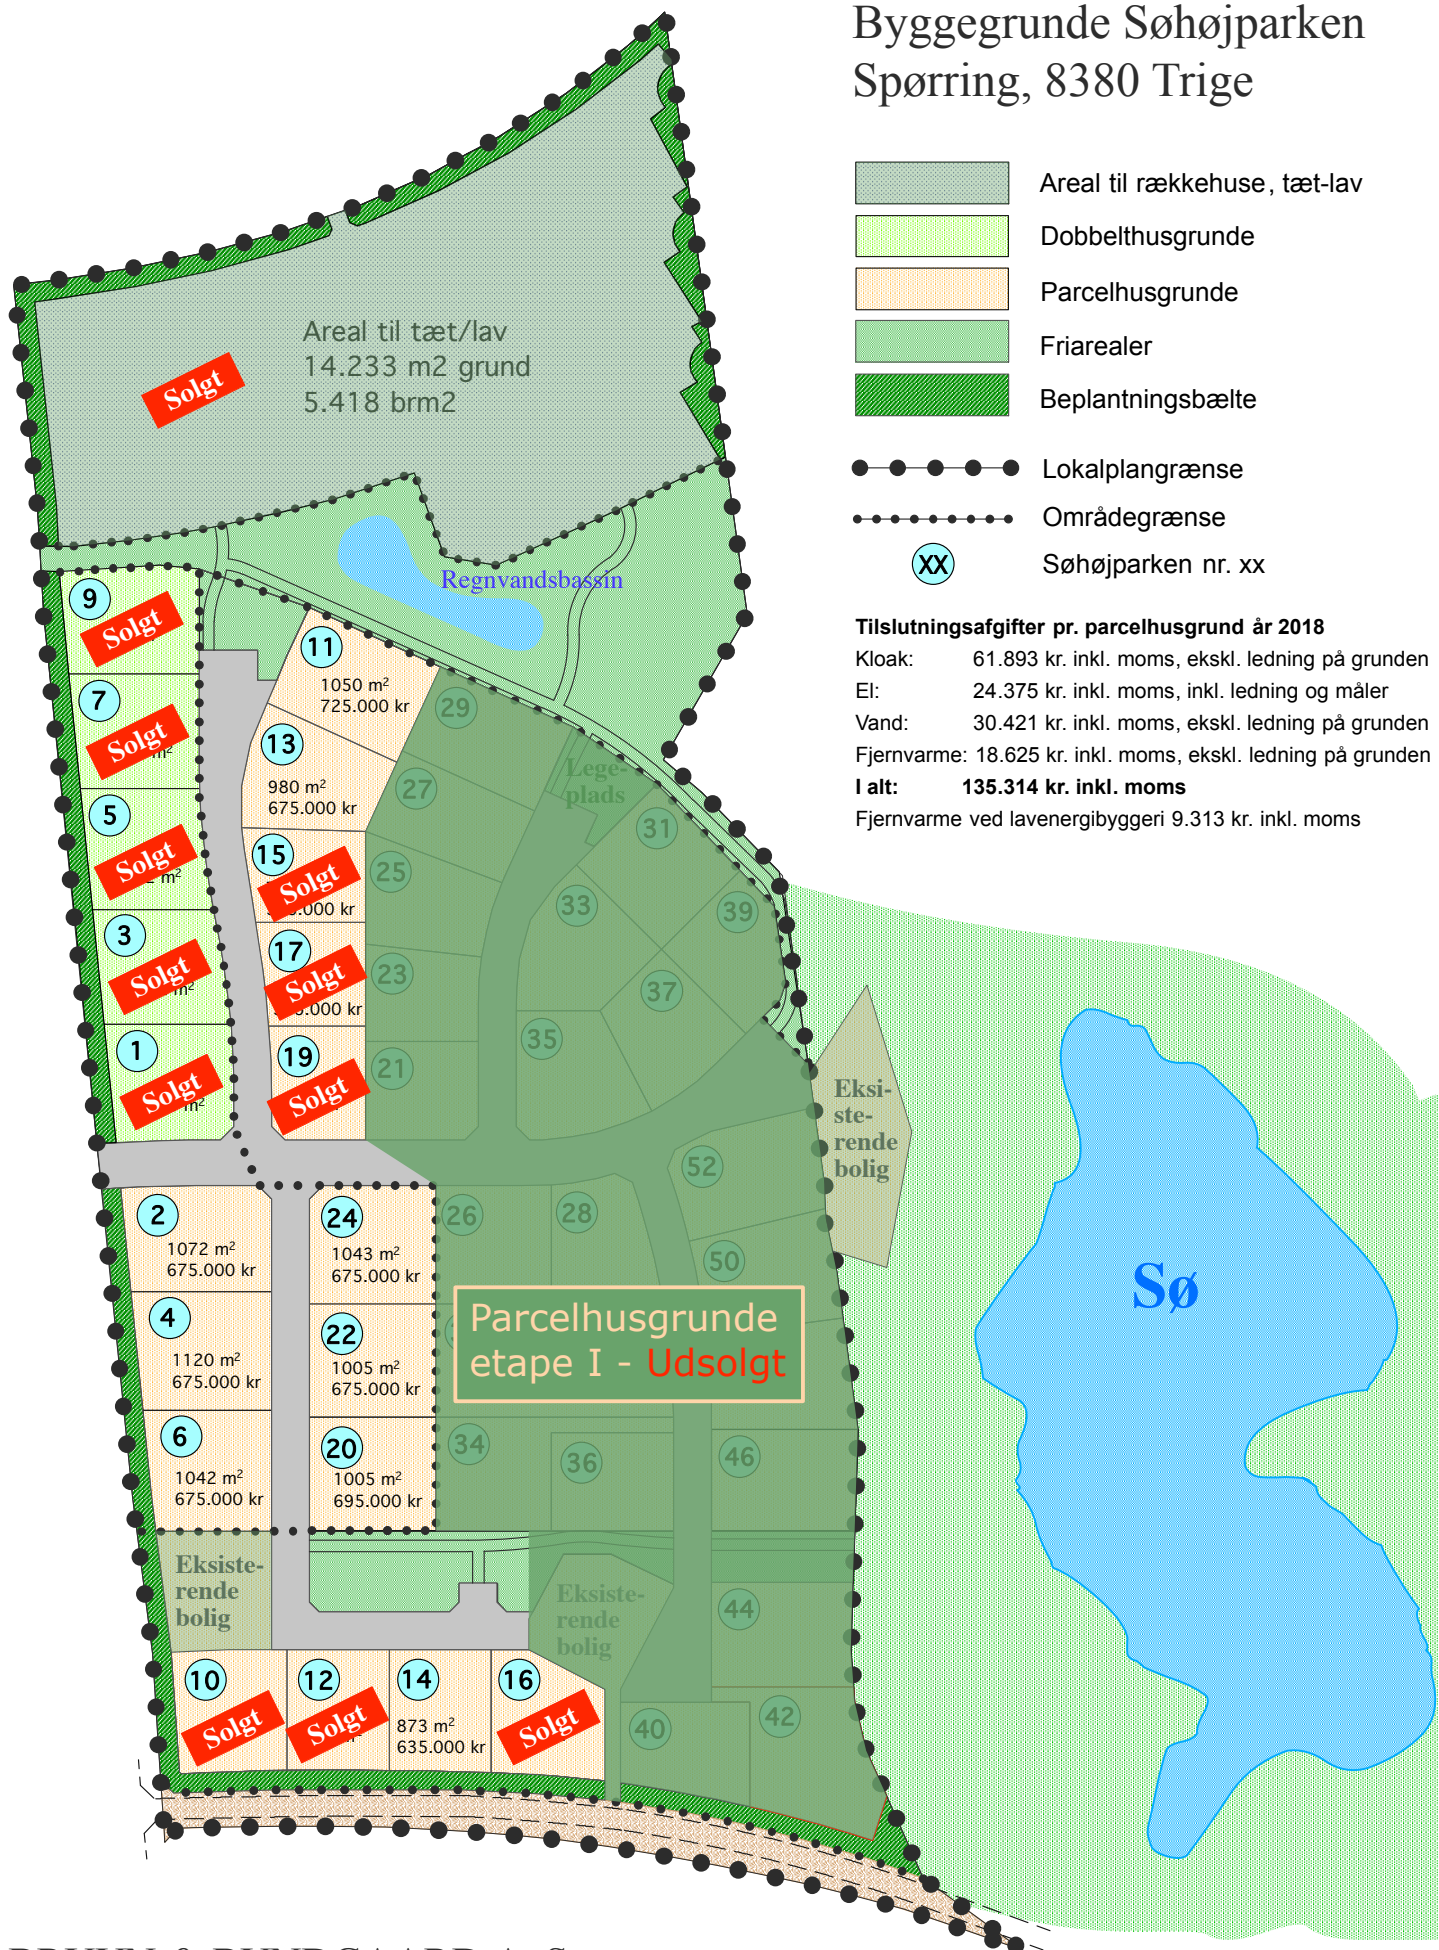 Byggegrunde Søhøjparken
Spørring, 8380 Trige
Areal til rækkehuse, tæt-lav
Dobbelthusgrunde
Parcelhusgrunde
Friarealer
Beplantningsbælte
Lokalplangrænse
Områdegrænse
XX Søhøjparken nr. xx
Tilslutningsafgifter pr. parcelhusgrund år 2018
Kloak: 61.893 kr. inkl. moms, ekskl. ledning på grunden
El: 24.375 kr. inkl. moms, inkl. ledning og måler
Vand: 30.421 kr. inkl. moms, ekskl. ledning på grunden
Fjernvarme: 18.625 kr. inkl. moms, ekskl. ledning på grunden
I alt: 135.314 kr. inkl. moms
Fjernvarme ved lavenergibyggeri 9.313 kr. inkl. moms
Areal til tæt/lav
14.233 m2 grund
5.418 brm2
Solgt
Regnvandsbassin
9
Solgt
7
Solgt
m²
5
Solgt
m²
3
Solgt
m²
1
Solgt
m²
11
1050 m²
725.000 kr
13
980 m²
675.000 kr
15
Solgt
.000 kr
17
Solgt
.000 kr
19
Solgt
29
27
25
23
21
Lege-
plads
31
33
39
37
35
Eksi-
ste-
rende
bolig
52
50
26
28
2
1072 m²
675.000 kr
4
1120 m²
675.000 kr
6
1042 m²
675.000 kr
24
1043 m²
675.000 kr
22
1005 m²
675.000 kr
20
1005 m²
695.000 kr
Parcelhusgrunde
etape I - Udsolgt
34
36
46
44
42
40
Eksiste-
rende
bolig
Eksiste-
rende
bolig
10
Solgt
12
Solgt
14
873 m²
635.000 kr
16
Solgt
Sø